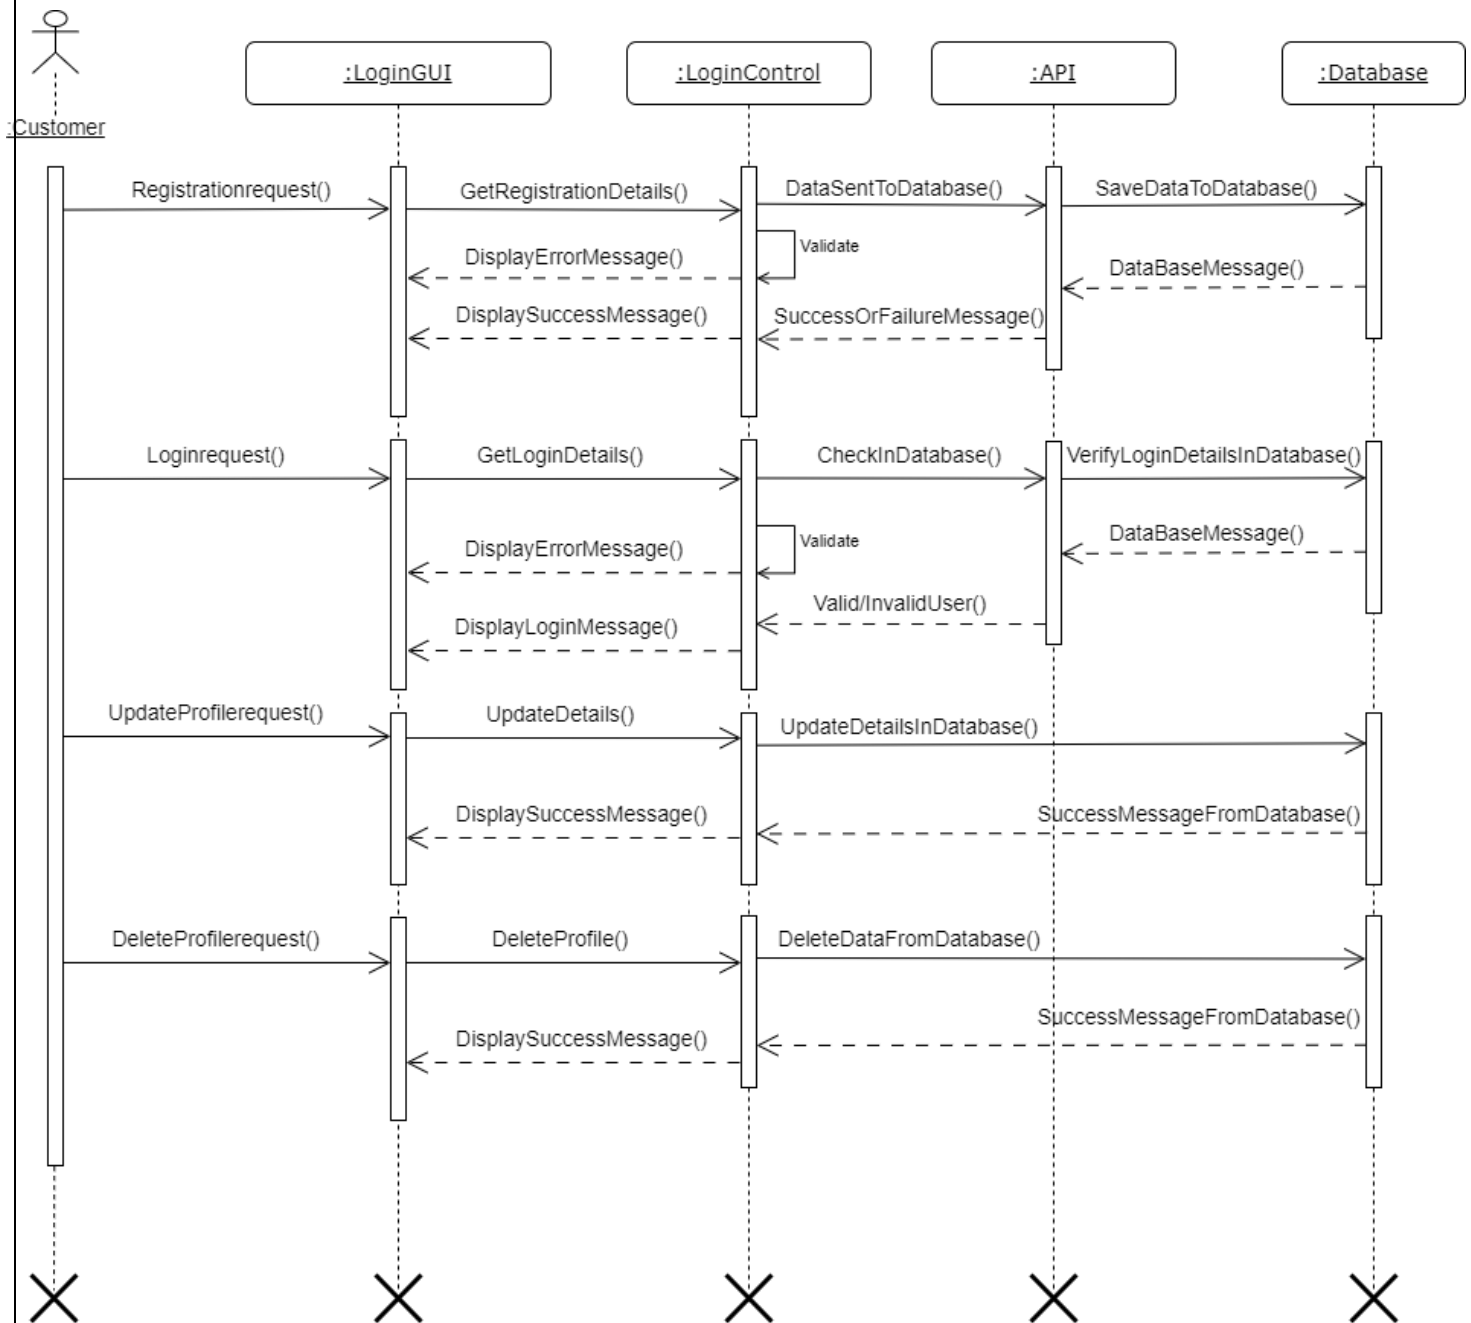 :LoginGUI
:LoginControl
:API
:Database
:Customer
Registrationrequest()
GetRegistrationDetails()
DataSentToDatabase()
SaveDataToDatabase()
Validate
DisplayErrorMessage()
DataBaseMessage()
DisplaySuccessMessage()
SuccessOrFailureMessage()
Loginrequest()
GetLoginDetails()
CheckInDatabase()
VerifyLoginDetailsInDatabase()
Validate
DisplayErrorMessage()
DataBaseMessage()
Valid/InvalidUser()
DisplayLoginMessage()
UpdateProfilerequest()
UpdateDetails()
UpdateDetailsInDatabase()
DisplaySuccessMessage()
SuccessMessageFromDatabase()
DeleteProfilerequest()
DeleteProfile()
DeleteDataFromDatabase()
SuccessMessageFromDatabase()
DisplaySuccessMessage()